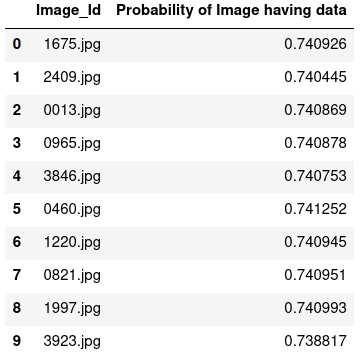 Image_Id Probability of Image having data
0 1675.jpg 0.740926
1 2409.jpg 0.740445
2 0013.jpg 0.740869
3 0965.jpg 0.740878
4 3846.jpg 0.740753
5 0460.jpg 0.741252
6 1220.jpg 0.740945
7 0821.jpg 0.740951
8 1997.jpg 0.740993
9 3923.jpg 0.738817